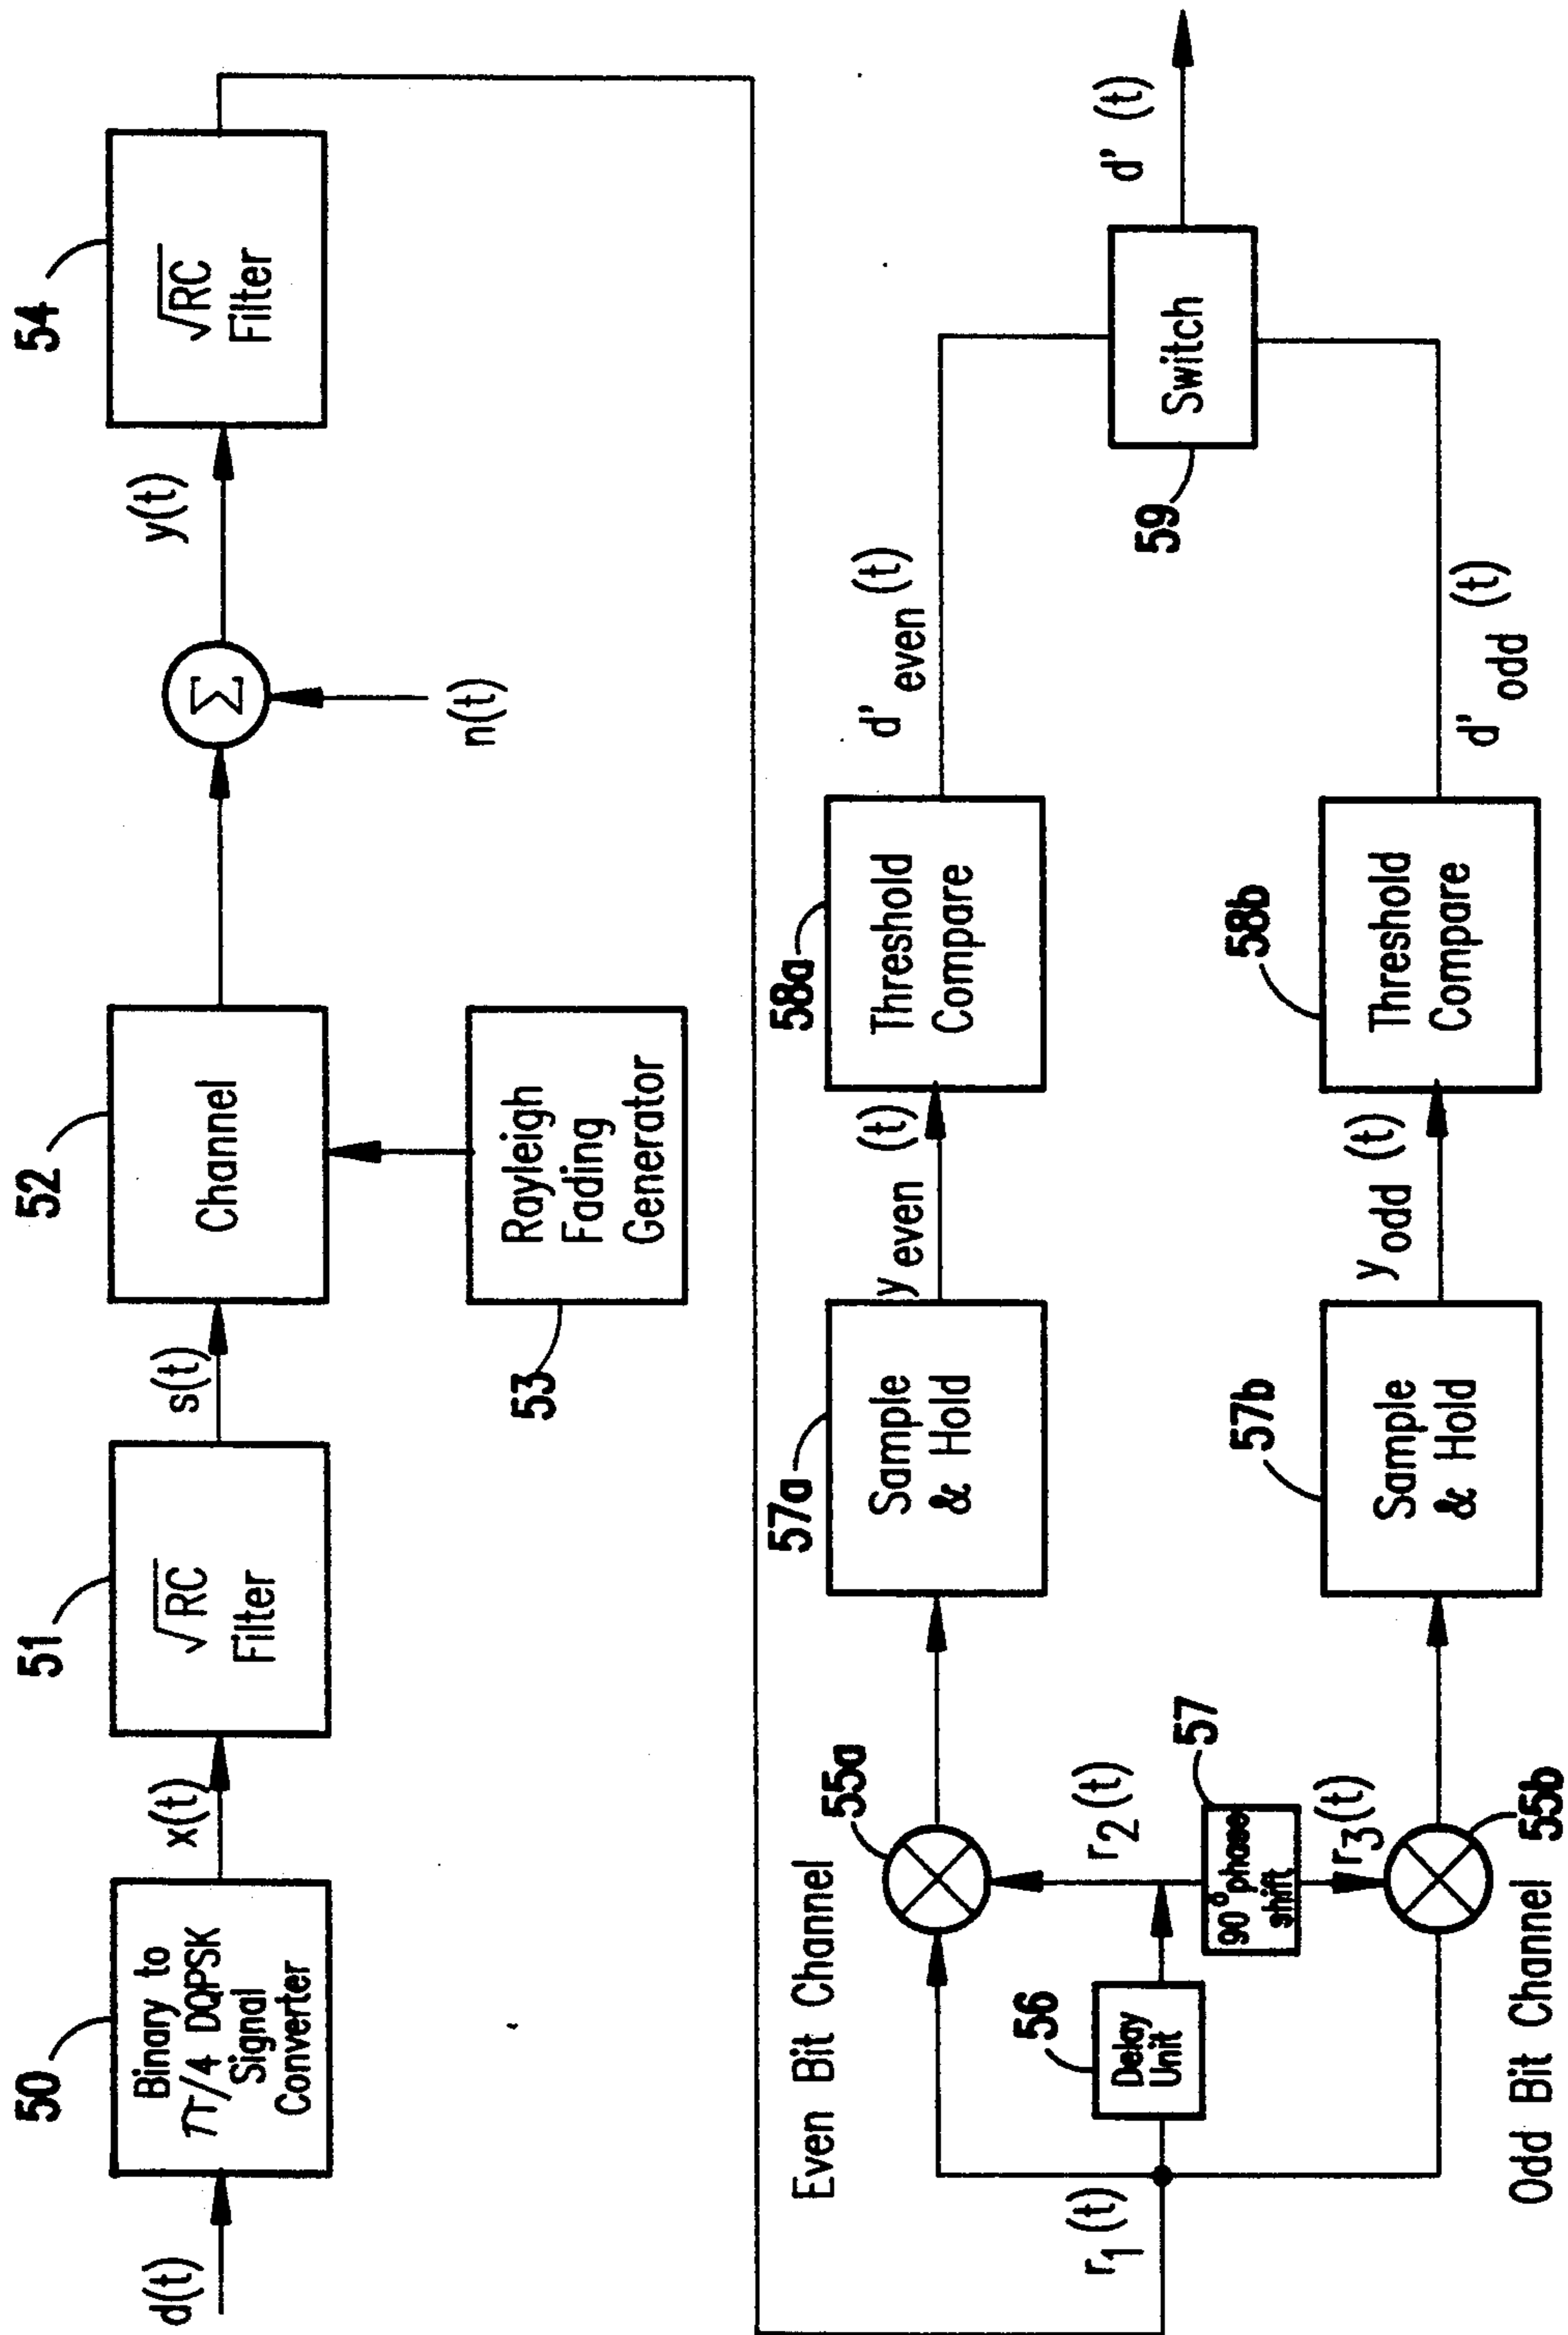 50
51
52
54
d(t)
Binary to
π/4 DQPSK
Signal
Converter
x(t)
√RC
Filter
s(t)
Channel
Σ
n(t)
y(t)
√RC
Filter
53
Rayleigh
Fading
Generator
Even Bit Channel
55a
57a
Sample
& Hold
y even (t)
58a
Threshold
Compare
d' even (t)
r1(t)
56
Delay
Unit
r2(t)
57
90° phase
shift
r3(t)
59
Switch
d' (t)
Odd Bit Channel
55b
57b
Sample
& Hold
y odd (t)
58b
Threshold
Compare
d' odd (t)